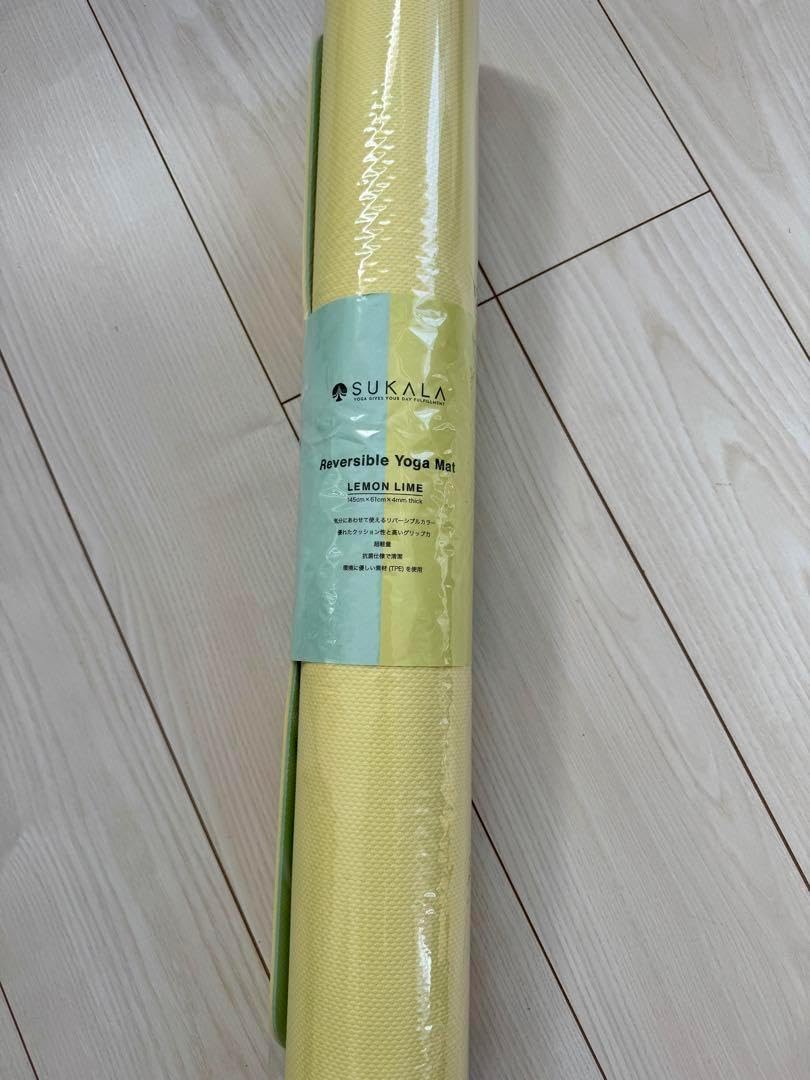 SUKALA
YOGA GIVES YOUR DAY FULFILLMENT
Reversible Yoga Mat
LEMON LIME
145cm×61cm×4mm thick
気分にあわせて使えるリバーシブルカラー
優れたクッション性と高いグリップ力
超軽量
抗菌仕様で清潔
環境に優しい素材 (TPE) を使用